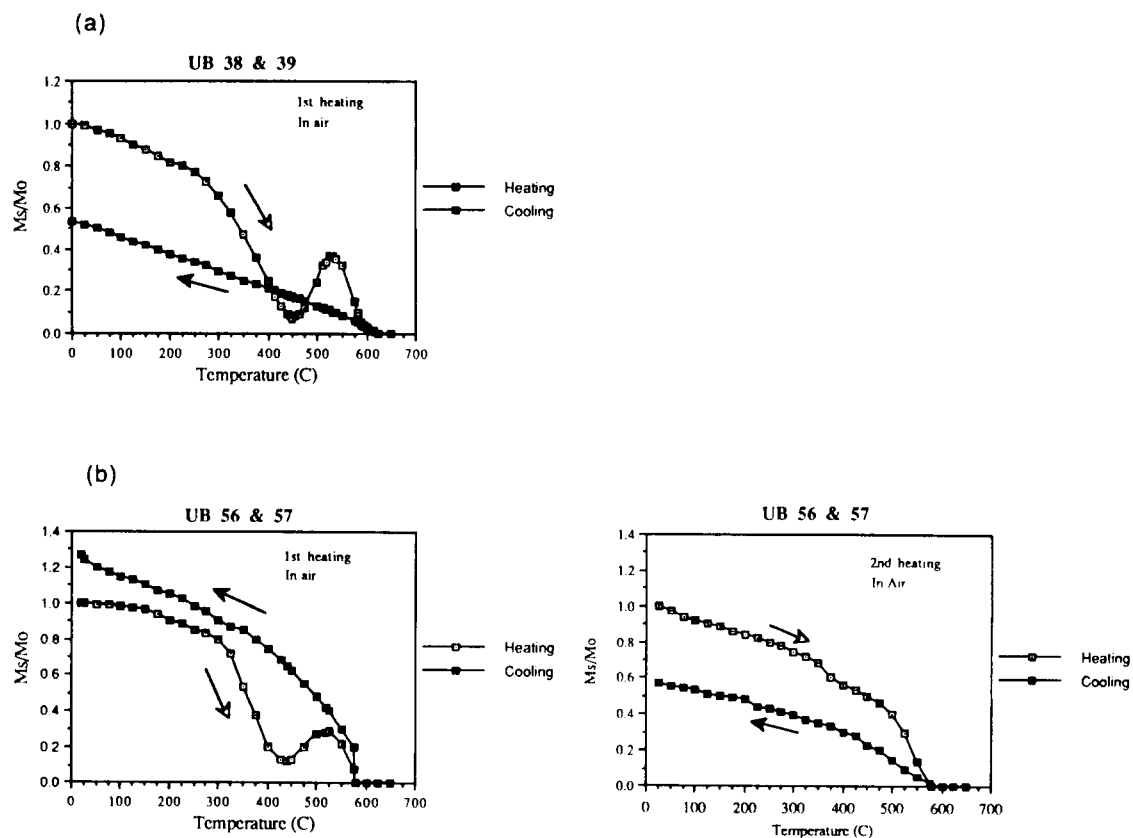 (a)
UB 38 & 39
1.2
1.0
0.8
0.6
0.4
0.2
0.0
Ms/Mo
1st heating
In air
Heating
Cooling
0 100 200 300 400 500 600 700
Temperature (C)
(b)
UB 56 & 57
1.4
1.2
1.0
0.8
0.6
0.4
0.2
0.0
Ms/Mo
1st heating
In air
Heating
Cooling
0 100 200 300 400 500 600 700
Temperature (C)
UB 56 & 57
1.4
1.2
1.0
0.8
0.6
0.4
0.2
0.0
Ms/Mo
2nd heating
In Air
Heating
Cooling
0 100 200 300 400 500 600 700
Temperature (C)